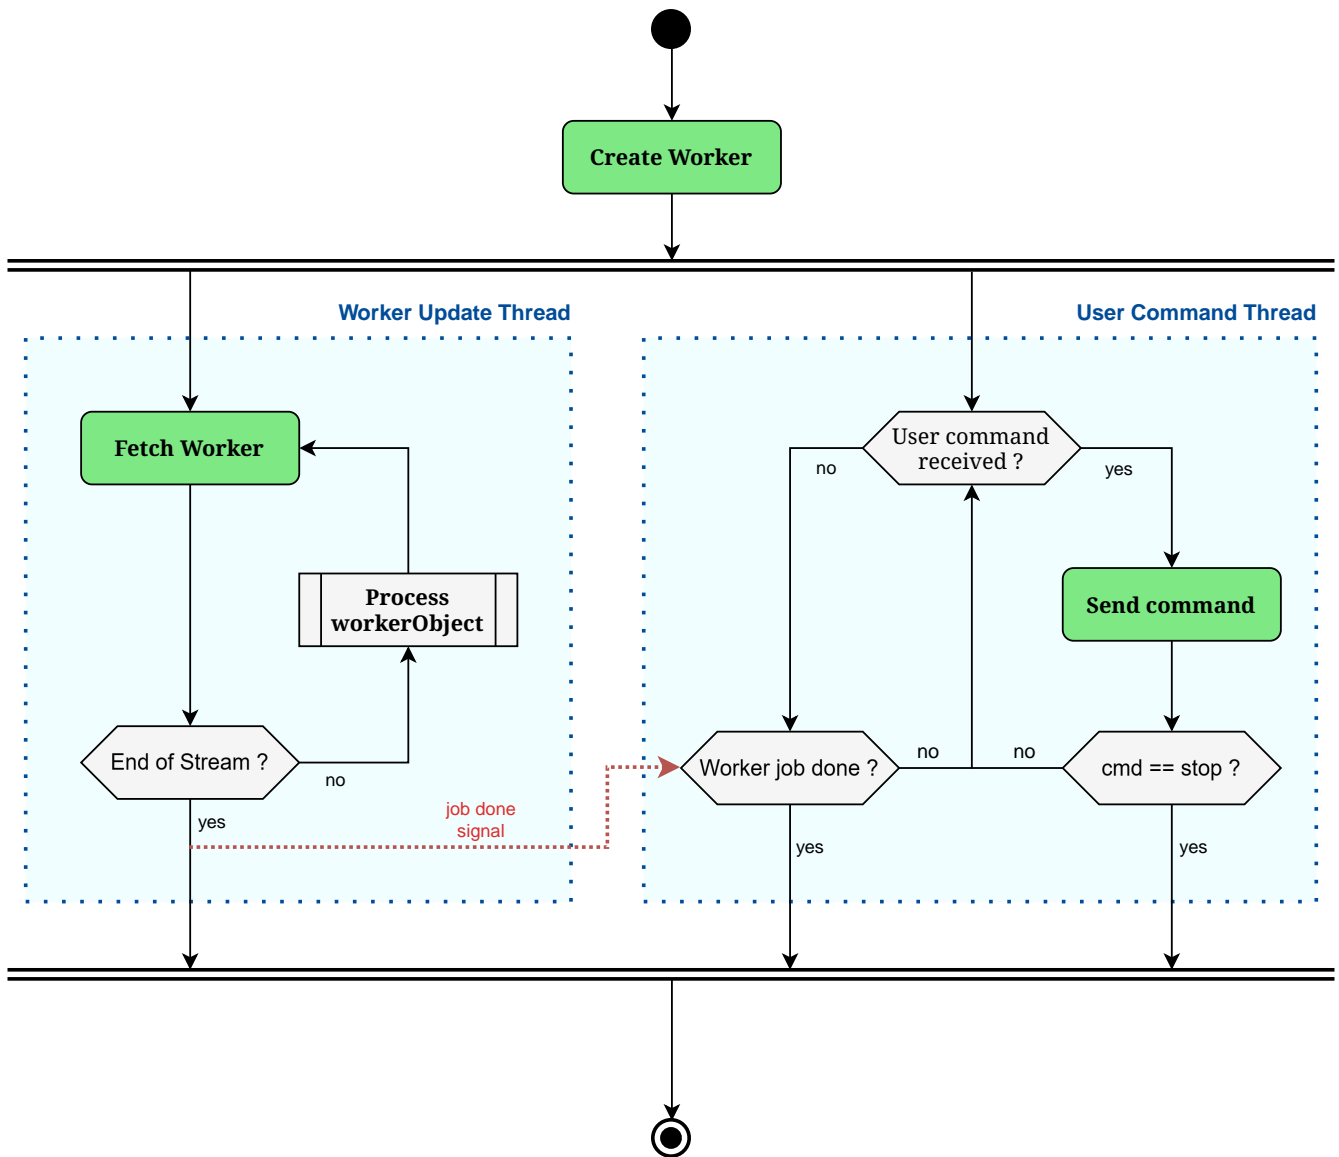 Create Worker
Worker Update Thread
User Command Thread
Fetch Worker
User command
received ?
no
yes
Process
workerObject
Send command
End of Stream ?
no
Worker job done ?
no
no
cmd == stop ?
yes
job done
signal
yes
yes